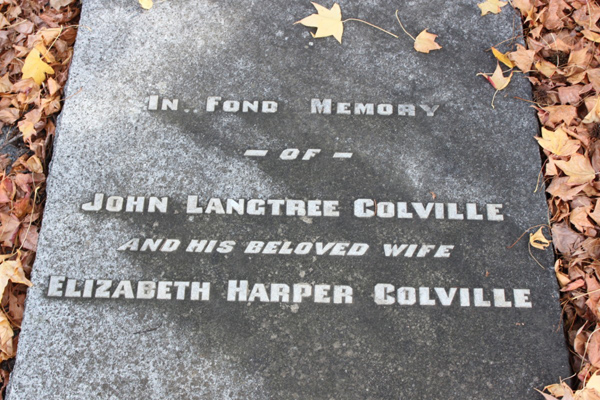 In Fond Memory
— OF —
John Langtree Colville
AND HIS BELOVED WIFE
Elizabeth Harper Colville